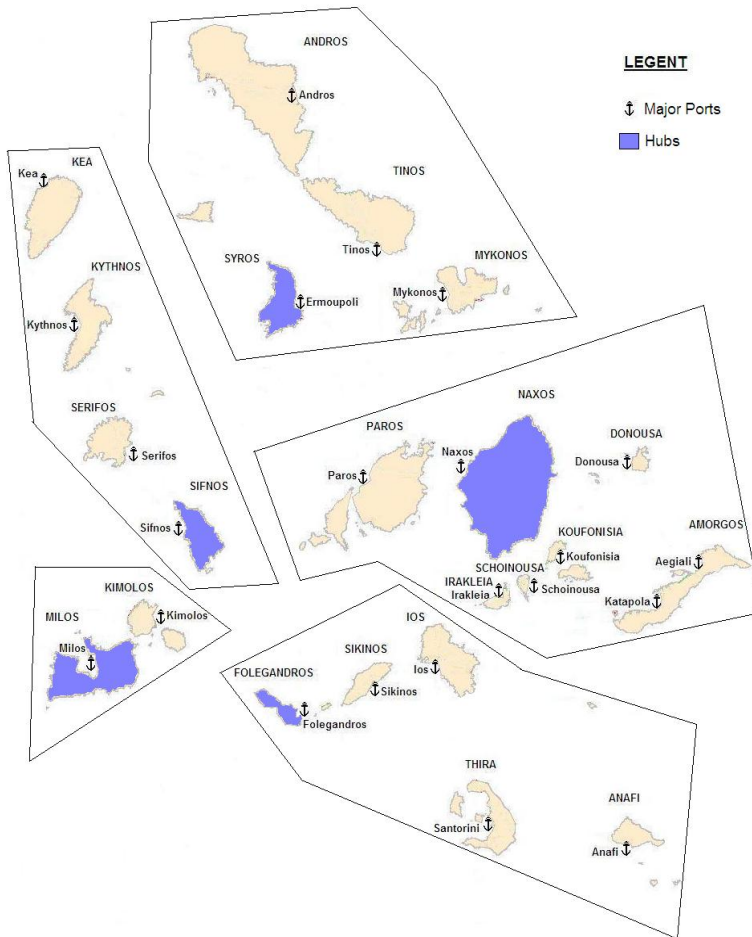 ANDROS
LEGENT
Andros
Major Ports
Hubs
KEA
Kea
TINOS
Tinos
SYROS
MYKONOS
Ermoupoli
Mykonos
KYTHNOS
Kythnos
SERIFOS
Serifos
SIFNOS
Sifnos
NAXOS
PAROS
DONOUSA
Naxos
Donousa
Paros
KOUFONISIA
AMORGOS
Koufonisia
Aegiali
SCHOINOUSA
IRAKLEIA
Irakleia
Schoinousa
Katapola
KIMOLOS
MILOS
Kimolos
Milos
IOS
SIKINOS
FOLEGANDROS
Ios
Sikinos
Folegandros
THIRA
ANAFI
Santorini
Anafi